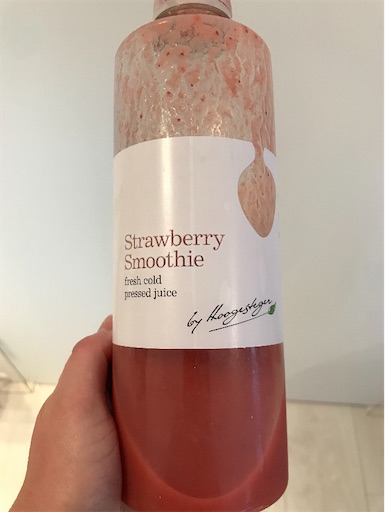 Strawberry
Smoothie
fresh cold
pressed juice
by Hoogesteger